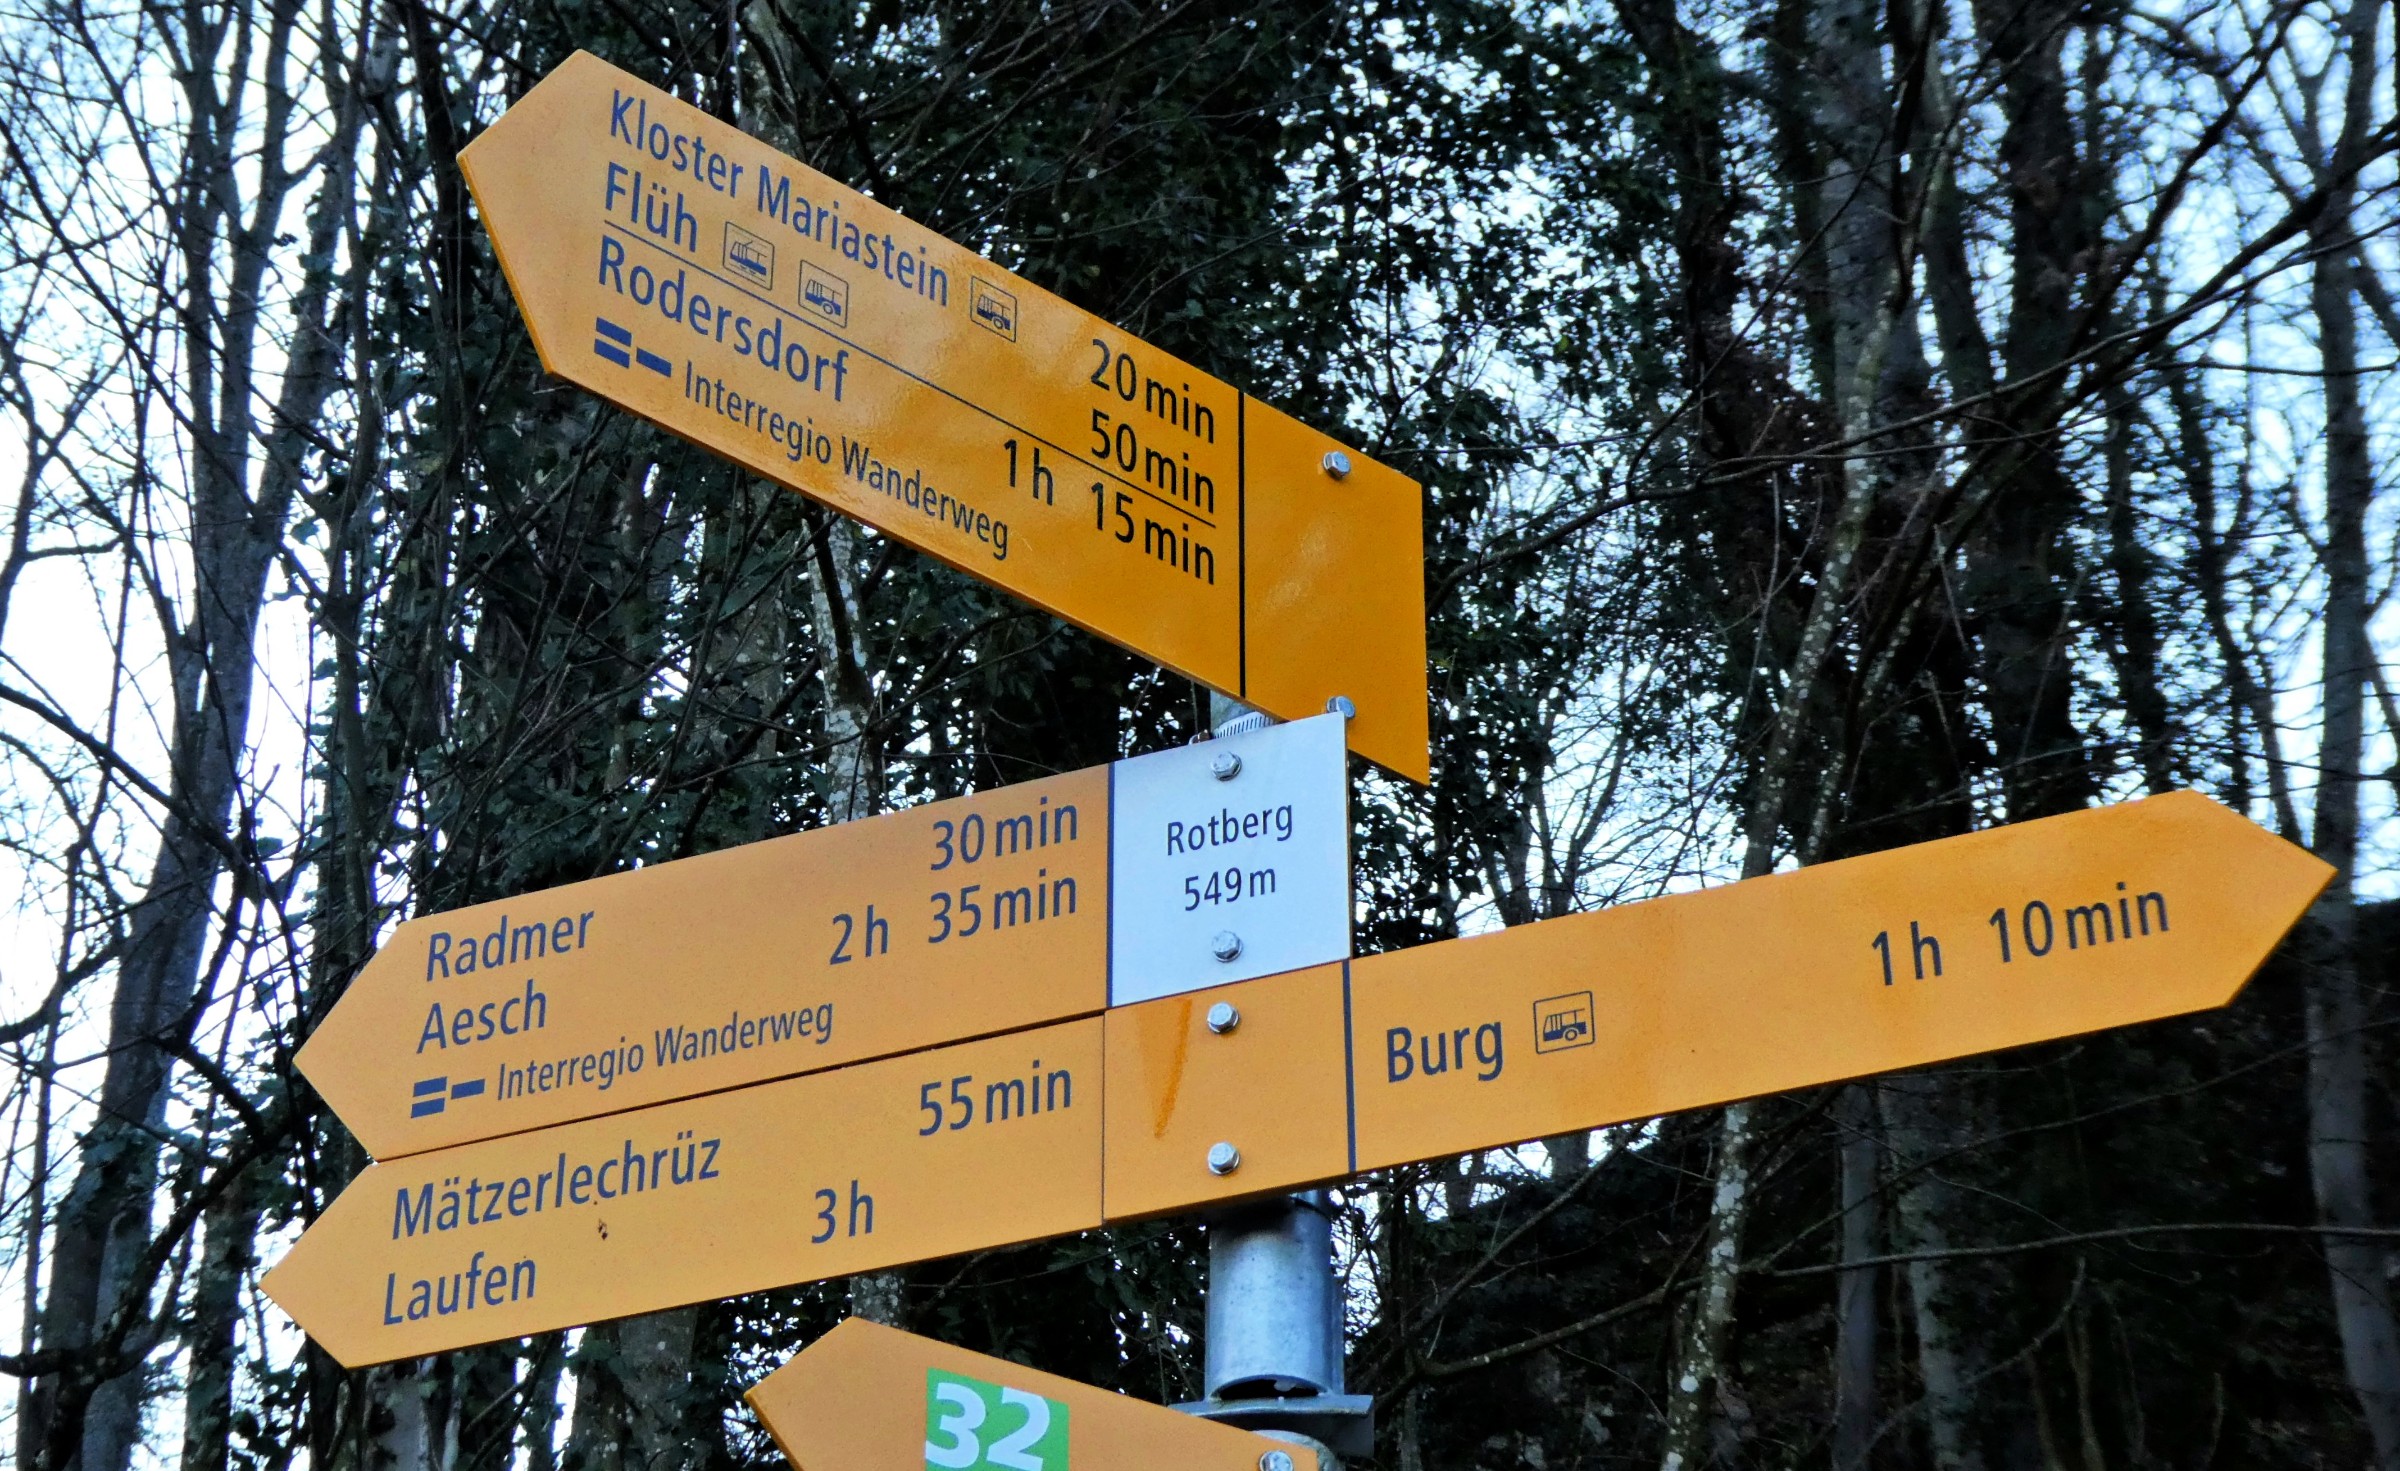 Kloster Mariastein 20 min
Flüh 50 min
Rodersdorf 1 h 15 min
Interregio Wanderweg
Rotberg
549 m
Radmer 30 min
Aesch 2 h 35 min
Interregio Wanderweg
Mätzerlechrüz 55 min
Laufen 3 h
Burg 1 h 10 min
32